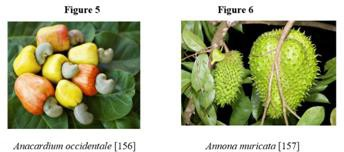 Figure 5
Figure 6
Anacardium occidentale [156]
Annona muricata [157]